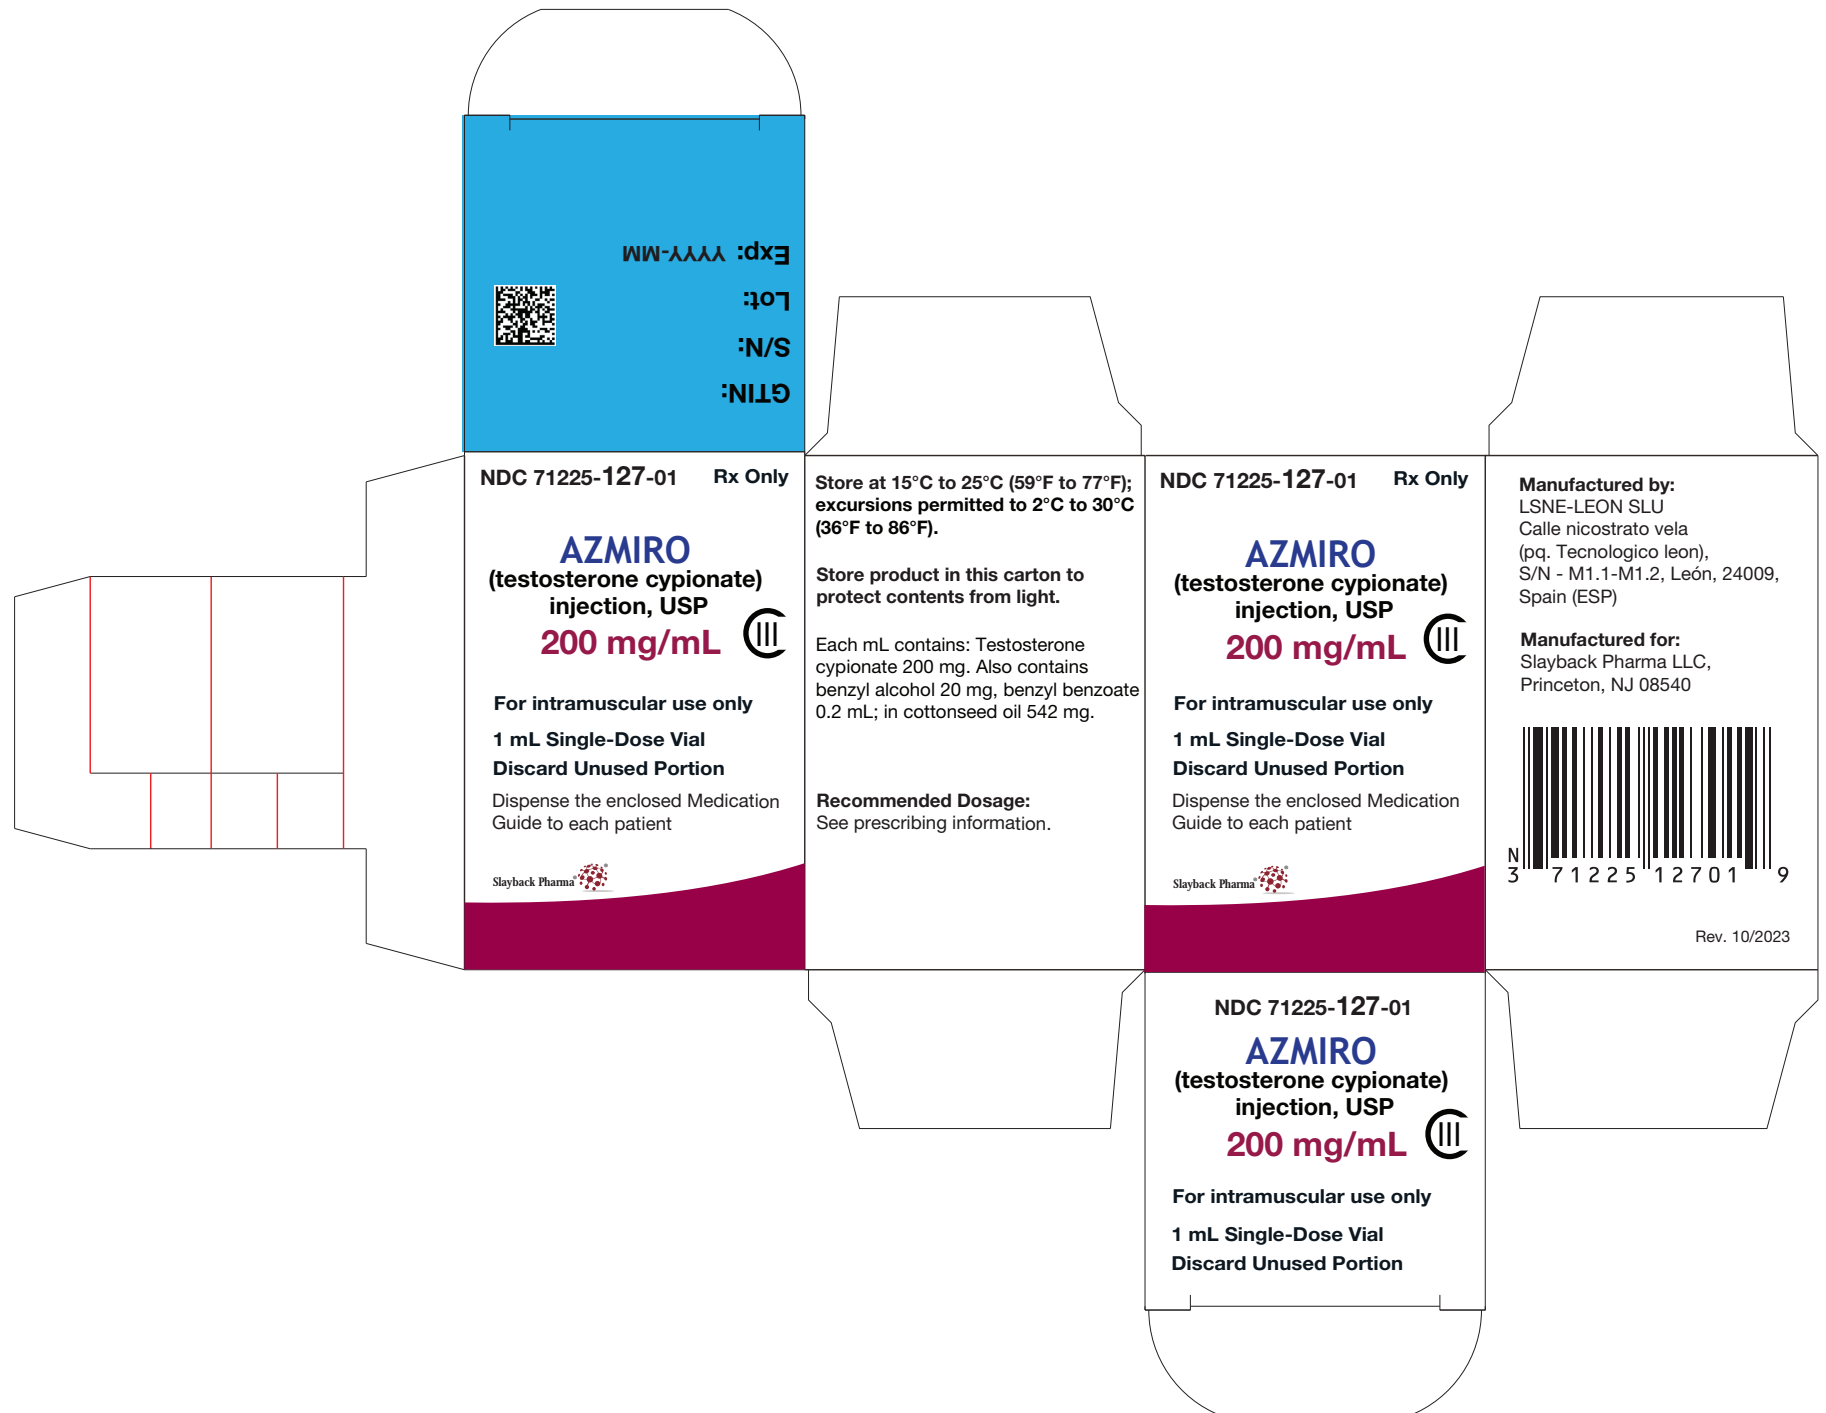 Exp: YYYY-MM
Lot:
S/N:
GTIN:
NDC 71225-127-01 Rx Only
AZMIRO
(testosterone cypionate)
injection, USP
200 mg/mL CIII
For intramuscular use only
1 mL Single-Dose Vial
Discard Unused Portion
Dispense the enclosed Medication
Guide to each patient
Slayback Pharma®
Store at 15°C to 25°C (59°F to 77°F);
excursions permitted to 2°C to 30°C
(36°F to 86°F).
Store product in this carton to
protect contents from light.
Each mL contains: Testosterone
cypionate 200 mg. Also contains
benzyl alcohol 20 mg, benzyl benzoate
0.2 mL; in cottonseed oil 542 mg.
Recommended Dosage:
See prescribing information.
NDC 71225-127-01 Rx Only
AZMIRO
(testosterone cypionate)
injection, USP
200 mg/mL CIII
For intramuscular use only
1 mL Single-Dose Vial
Discard Unused Portion
Dispense the enclosed Medication
Guide to each patient
Slayback Pharma®
Manufactured by:
LSNE-LEON SLU
Calle nicostrato vela
(pq. Tecnologico leon),
S/N - M1.1-M1.2, León, 24009,
Spain (ESP)
Manufactured for:
Slayback Pharma LLC,
Princeton, NJ 08540
N
3 71225 12701 9
Rev. 10/2023
NDC 71225-127-01
AZMIRO
(testosterone cypionate)
injection, USP
200 mg/mL CIII
For intramuscular use only
1 mL Single-Dose Vial
Discard Unused Portion